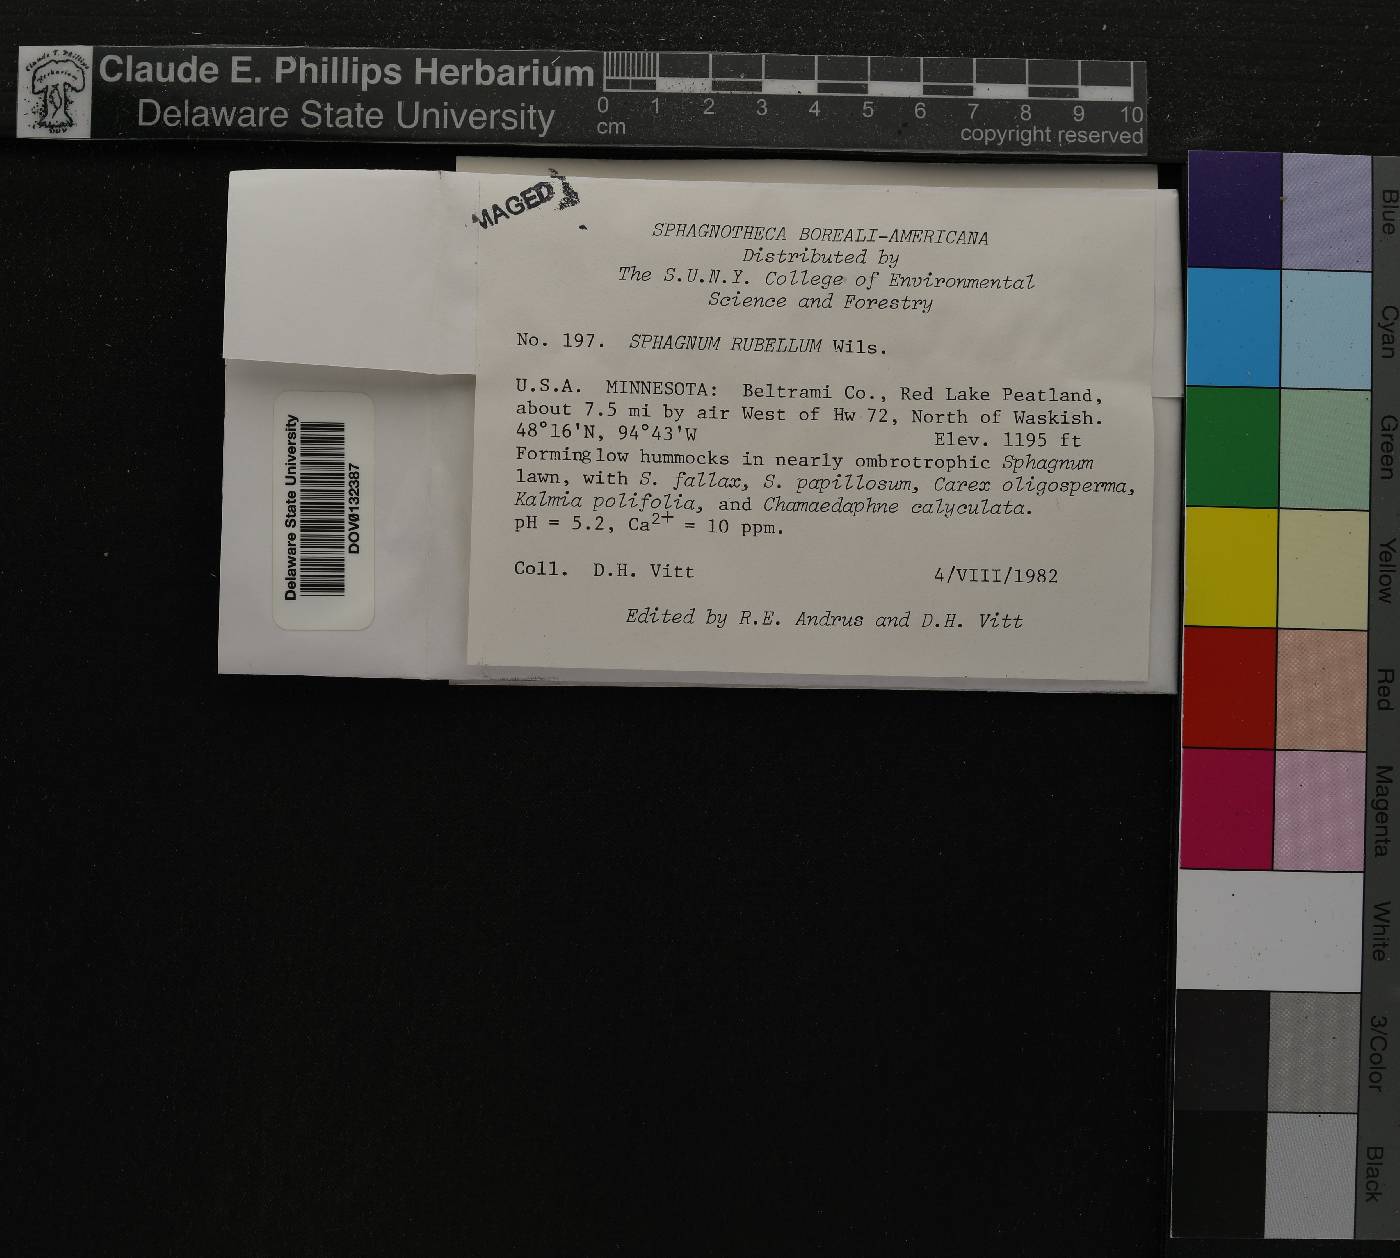 Claude E. Phillips Herbarium
Delaware State University
0 1 2 3 4 5 6 7 8 9 10
cm
copyright reserved
MAGED
SPHAGNOTHECA BOREALI-AMERICANA
Distributed by
The S.U.N.Y. College of Environmental
Science and Forestry
No. 197. SPHAGNUM RUBELLUM Wils.
U.S.A. MINNESOTA: Beltrami Co., Red Lake Peatland,
about 7.5 mi by air West of Hw 72, North of Waskish.
48°16'N, 94°43'W Elev. 1195 ft
Forming low hummocks in nearly ombrotrophic Sphagnum
lawn, with S. fallax, S. papillosum, Carex oligosperma,
Kalmia polifolia, and Chamaedaphne calyculata.
pH = 5.2, Ca2+ = 10 ppm.
Coll. D.H. Vitt 4/VIII/1982
Edited by R.E. Andrus and D.H. Vitt
Delaware State University
DOV0132387
Blue
Cyan
Green
Yellow
Red
Magenta
White
3/Color
Black